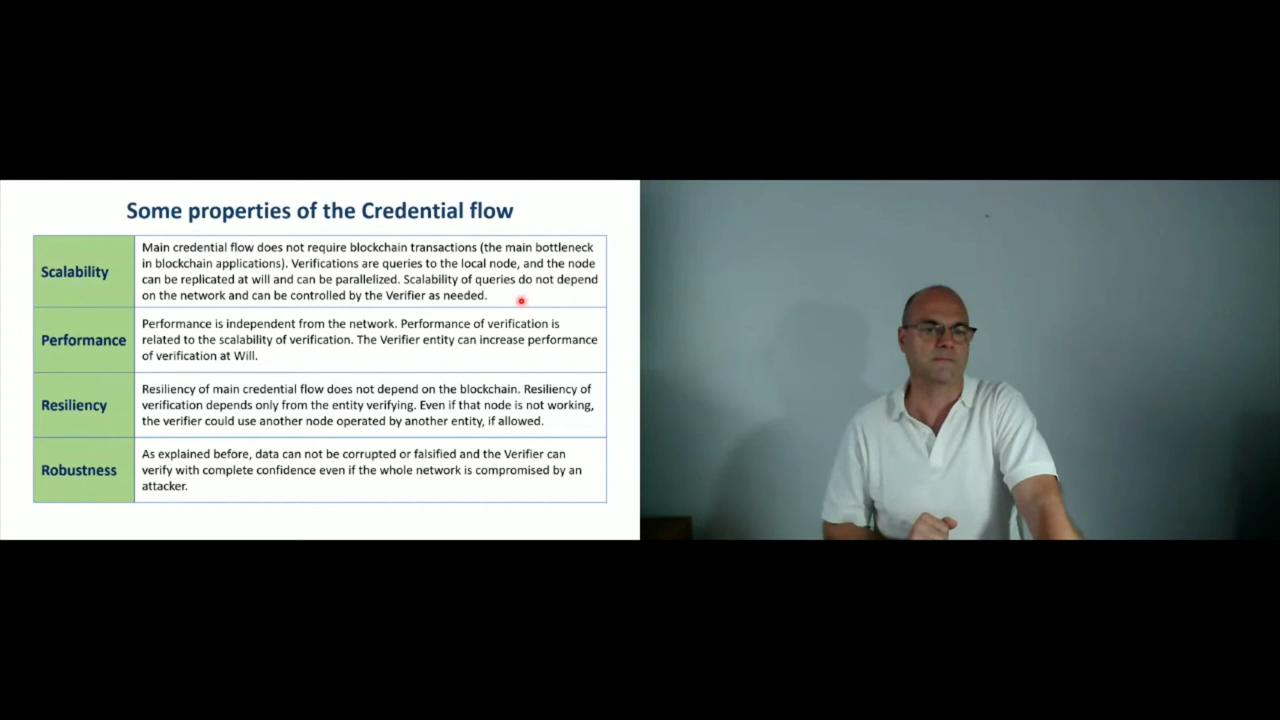 Some properties of the Credential flow
Scalability
Main credential flow does not require blockchain transactions (the main bottleneck
in blockchain applications). Verifications are queries to the local node, and the node
can be replicated at will and can be parallelized. Scalability of queries do not depend
on the network and can be controlled by the Verifier as needed.
Performance
Performance is independent from the network. Performance of verification is
related to the scalability of verification. The Verifier entity can increase performance
of verification at Will.
Resiliency
Resiliency of main credential flow does not depend on the blockchain. Resiliency of
verification depends only from the entity verifying. Even if that node is not working,
the verifier could use another node operated by another entity, if allowed.
Robustness
As explained before, data can not be corrupted or falsified and the Verifier can
verify with complete confidence even if the whole network is compromised by an
attacker.